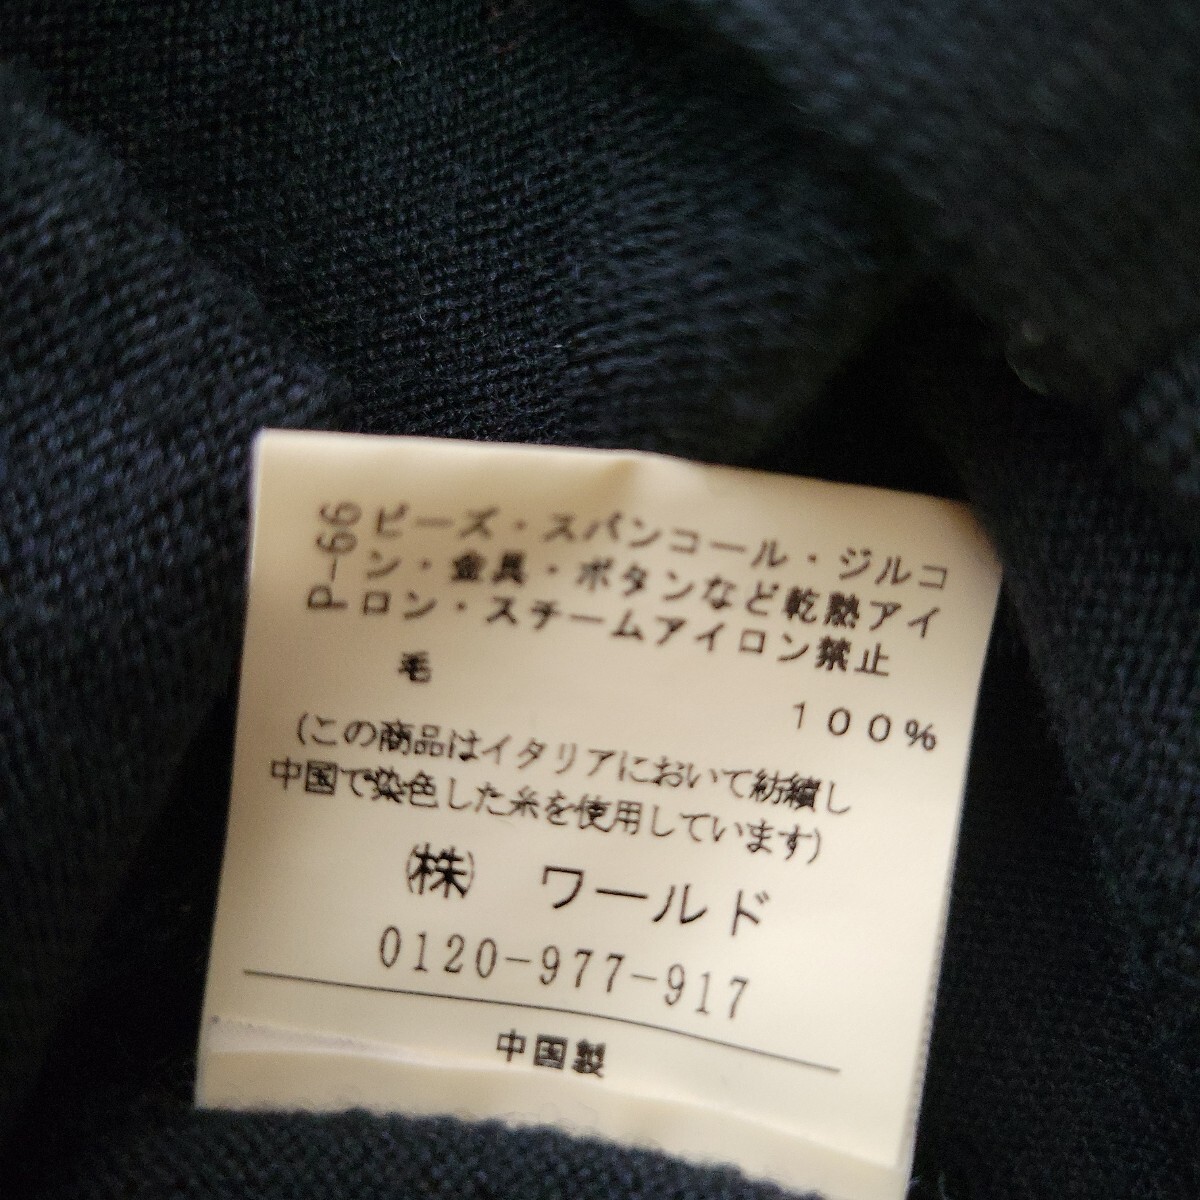 P-66
ビーズ・スパンコール・ジルコ
ン・金具・ボタンなど乾熱アイ
ロン・スチームアイロン禁止
毛 100%
(この商品はイタリアにおいて紡績し
中国で染色した糸を使用しています)
㈱ ワールド
0120-977-917
中国製